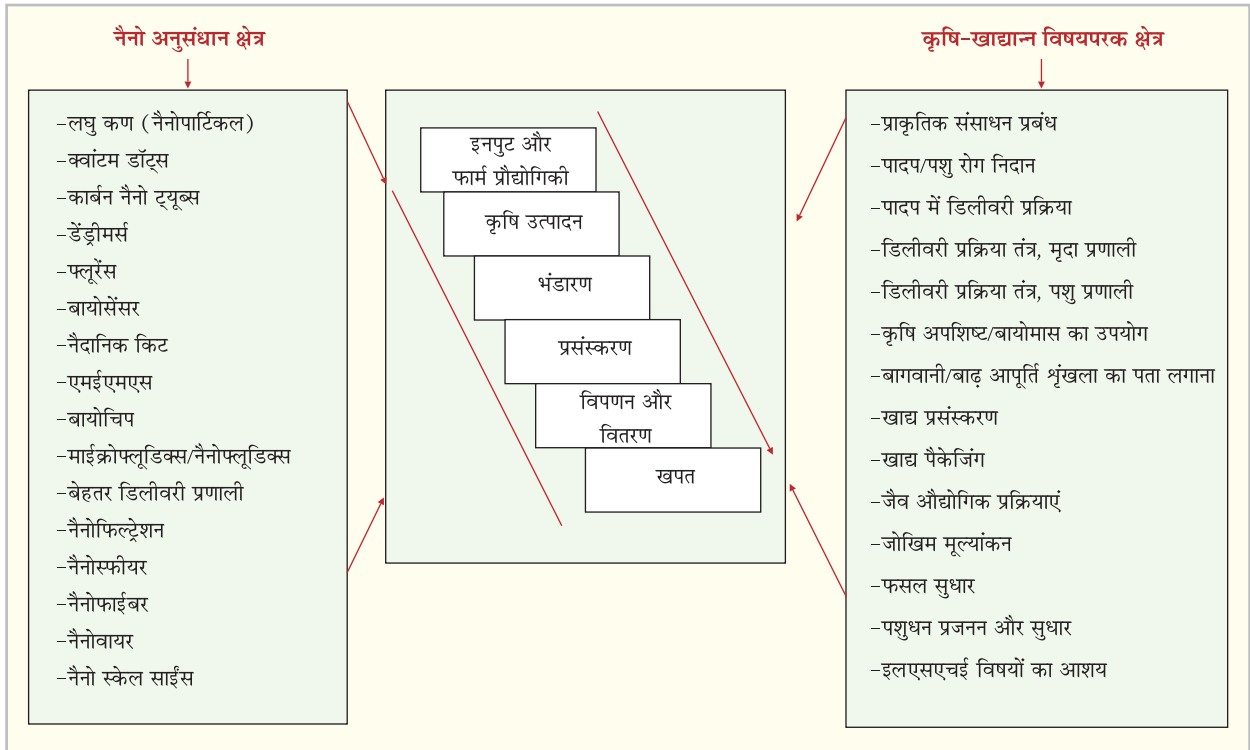 नैनो अनुसंधान क्षेत्र
-लघु कण (नैनोपार्टिकल)
-क्वांटम डॉट्स
-कार्बन नैनो ट्यूब्स
-डेंड्रीमर्स
-फ्लूरेंस
-बायोसेंसर
-नैदानिक किट
-एमईएमएस
-बायोचिप
-माईक्रोफ्लूडिक्स/नैनोफ्लूडिक्स
-बेहतर डिलीवरी प्रणाली
-नैनोफिल्ट्रेशन
-नैनोस्फीयर
-नैनोफाईबर
-नैनोवायर
-नैनो स्केल साईंस
इनपुट और
फार्म प्रौद्योगिकी
कृषि उत्पादन
भंडारण
प्रसंस्करण
विपणन और
वितरण
खपत
कृषि-खाद्यान्न विषयपरक क्षेत्र
-प्राकृतिक संसाधन प्रबंध
-पादप/पशु रोग निदान
-पादप में डिलीवरी प्रक्रिया
-डिलीवरी प्रक्रिया तंत्र, मृदा प्रणाली
-डिलीवरी प्रक्रिया तंत्र, पशु प्रणाली
-कृषि अपशिष्ट/बायोमास का उपयोग
-बागवानी/बाढ़ आपूर्ति शृंखला का पता लगाना
-खाद्य प्रसंस्करण
-खाद्य पैकेजिंग
-जैव औद्योगिक प्रक्रियाएं
-जोखिम मूल्यांकन
-फसल सुधार
-पशुधन प्रजनन और सुधार
-इलएसएचई विषयों का आशय